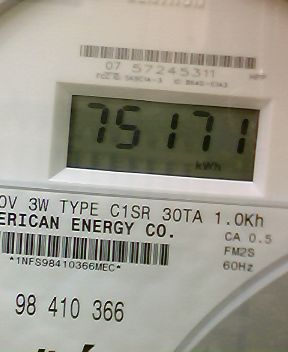 07 57245311
75171
kWh
0V 3W TYPE C1SR 30TA 1.0Kh
ERICAN ENERGY CO.
CA 0.5
FM2S
60Hz
*1NFS98410366MEC*
98 410 366